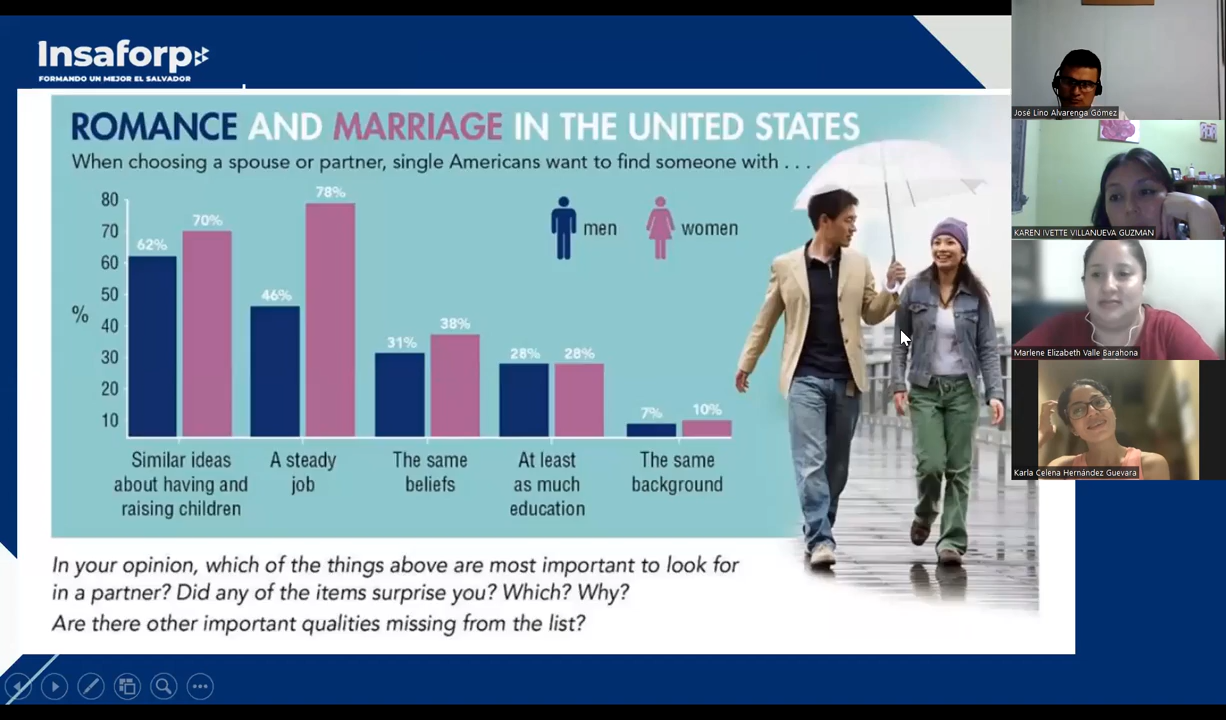 Insaforp
FORMANDO UN MEJOR EL SALVADOR
ROMANCE AND MARRIAGE IN THE UNITED STATES
When choosing a spouse or partner, single Americans want to find someone with . . .
%
80
70
60
50
40
30
20
10
62%
70%
46%
78%
31%
38%
28%
28%
7%
10%
men
women
Similar ideas
about having and
raising children
A steady
job
The same
beliefs
At least
as much
education
The same
background
In your opinion, which of the things above are most important to look for
in a partner? Did any of the items surprise you? Which? Why?
Are there other important qualities missing from the list?
José Lino Alvarenga Gómez
KAREN IVETTE VILLANUEVA GUZMAN
Marlene Elizabeth Valle Barahona
Karla Celena Hernández Guevara